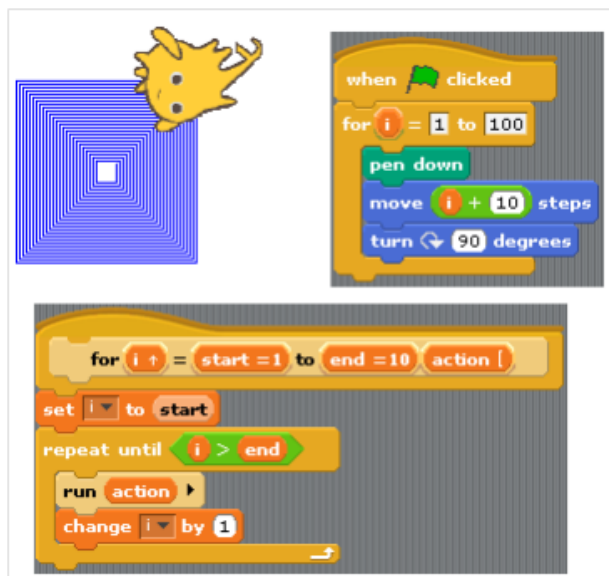 when clicked
for i = 1 to 100
pen down
move i + 10 steps
turn 90 degrees
for i ↑ = start =1 to end =10 action [
set i to start
repeat until i > end
run action
change i by 1